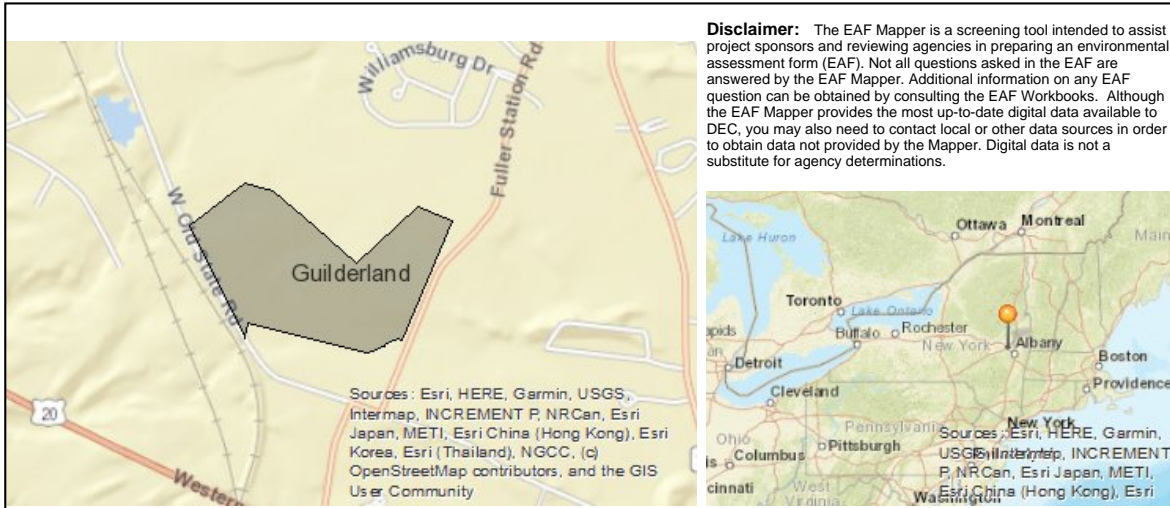 Williamsburg Dr
Fuller Station Rd
W Old State Rd
Guilderland
20
Western
Sources: Esri, HERE, Garmin, USGS,
Intermap, INCREMENT P, NRCan, Esri
Japan, METI, Esri China (Hong Kong), Esri
Korea, Esri (Thailand), NGCC, (c)
OpenStreetMap contributors, and the GIS
User Community
Disclaimer: The EAF Mapper is a screening tool intended to assist
project sponsors and reviewing agencies in preparing an environmental
assessment form (EAF). Not all questions asked in the EAF are
answered by the EAF Mapper. Additional information on any EAF
question can be obtained by consulting the EAF Workbooks. Although
the EAF Mapper provides the most up-to-date digital data available to
DEC, you may also need to contact local or other data sources in order
to obtain data not provided by the Mapper. Digital data is not a
substitute for agency determinations.
Ottawa
Montreal
Main
Lake Huron
Toronto
Lake Ontario
apids
Buffalo
Rochester
New York
Albany
Detroit
Boston
Cleveland
Providence
Pennsylvania
New York
Ohio
Pittsburgh
ls
Columbus
cinnati
West
Virginia
Washington
Sources: Esri, HERE, Garmin,
USGS, Intermap, INCREMENT
P, NRCan, Esri Japan, METI,
Esri China (Hong Kong), Esri